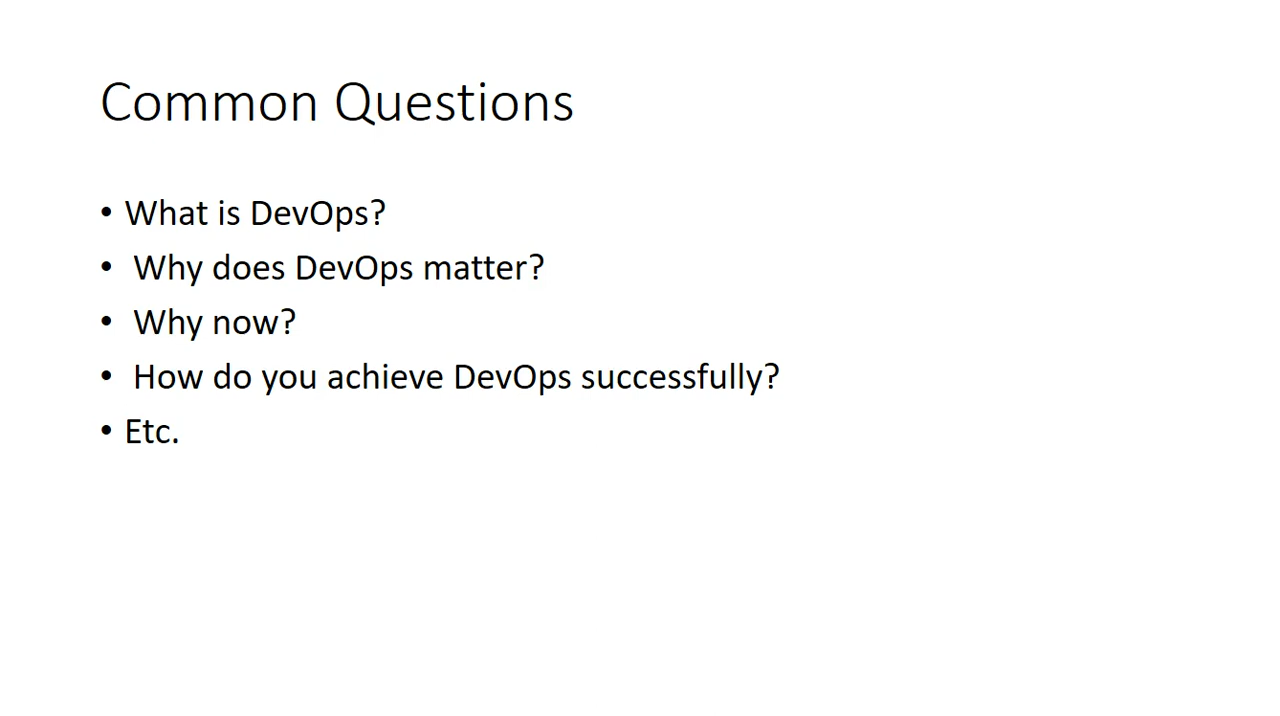 Common Questions
• What is DevOps?
• Why does DevOps matter?
• Why now?
• How do you achieve DevOps successfully?
• Etc.